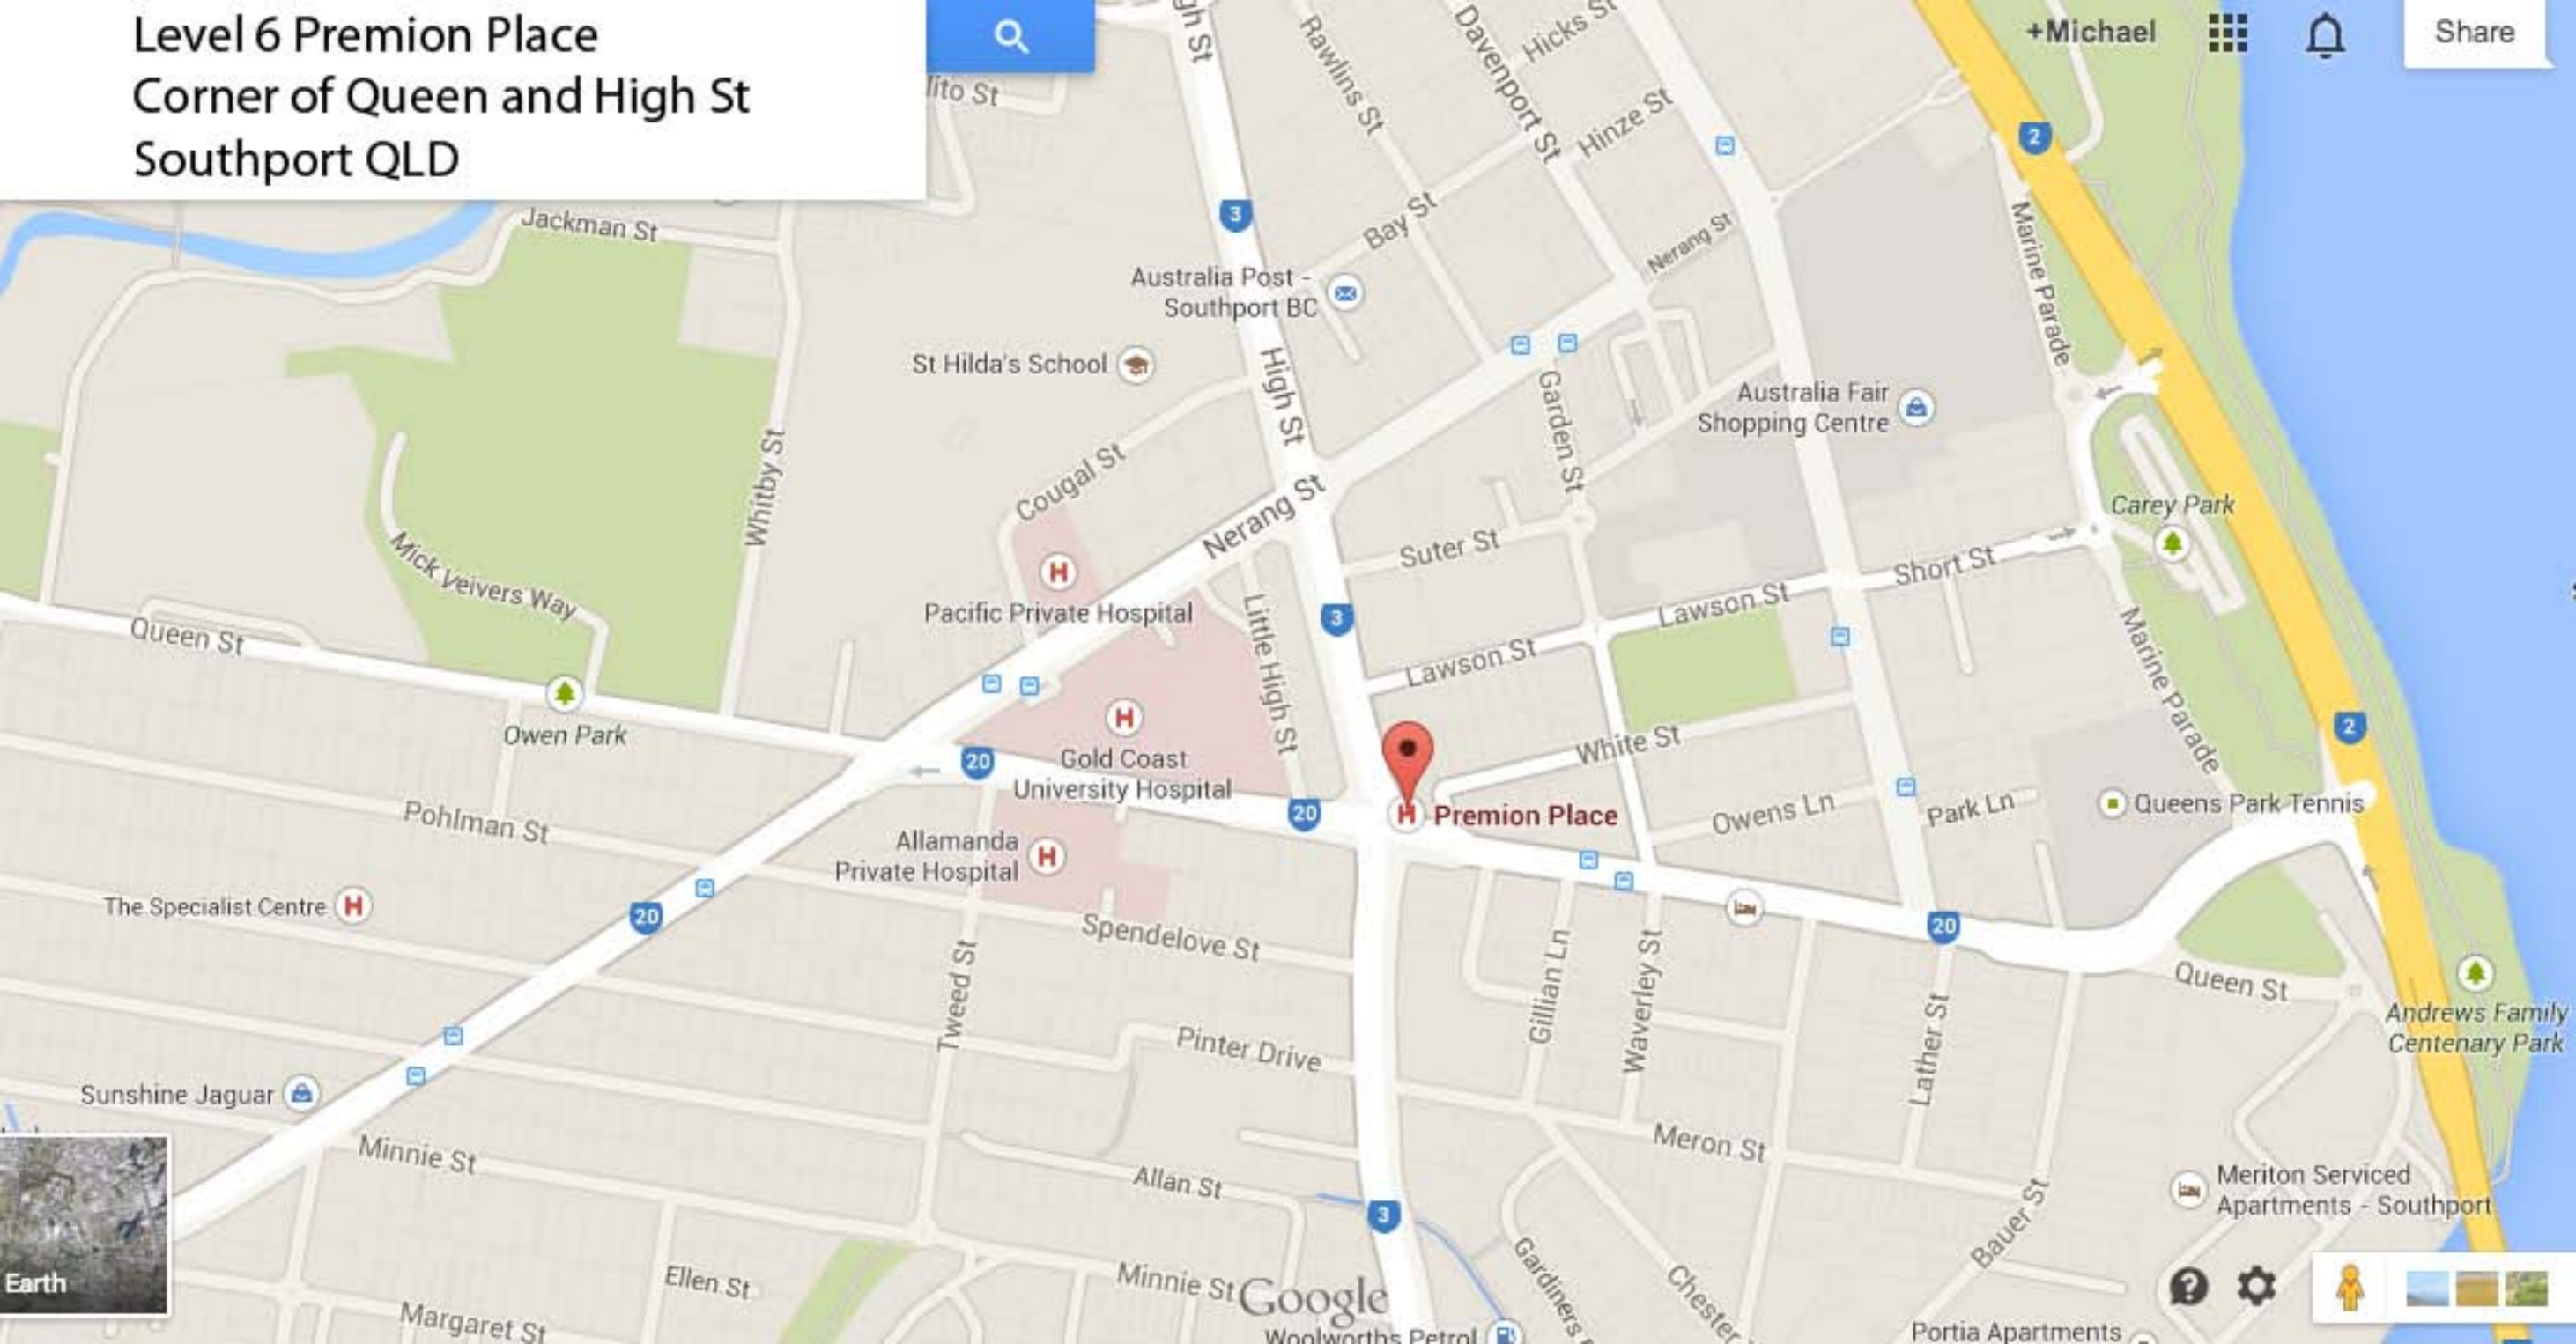 Level 6 Premion Place
Corner of Queen and High St
Southport QLD
+Michael
Share
gh St
Rawlins St
Davenport St
Hicks St
lito St
Hinze St
2
Jackman St
3
Bay St
Nerang St
Marine Parade
Australia Post -
Southport BC
St Hilda's School
High St
Garden St
Australia Fair
Shopping Centre
Whitby St
Cougal St
Nerang St
Carey Park
Mick Veivers Way
Suter St
Short St
Pacific Private Hospital
H
Little High St
3
Lawson St
Lawson St
Marine Parade
Queen St
Owen Park
H
Gold Coast
University Hospital
White St
2
20
20
H
Premion Place
Owens Ln
Park Ln
Queens Park Tennis
Pohlman St
Allamanda
Private Hospital
H
The Specialist Centre
H
20
Spendelove St
20
Tweed St
Gillian Ln
Waverley St
Lather St
Queen St
Andrews Family
Centenary Park
Pinter Drive
Sunshine Jaguar
Minnie St
Allan St
Meron St
3
Bauer St
Meriton Serviced
Apartments - Southport
Earth
Ellen St
Minnie St
Google
Gardiners
Chester
Margaret St
Woolworths Petrol
Portia Apartments